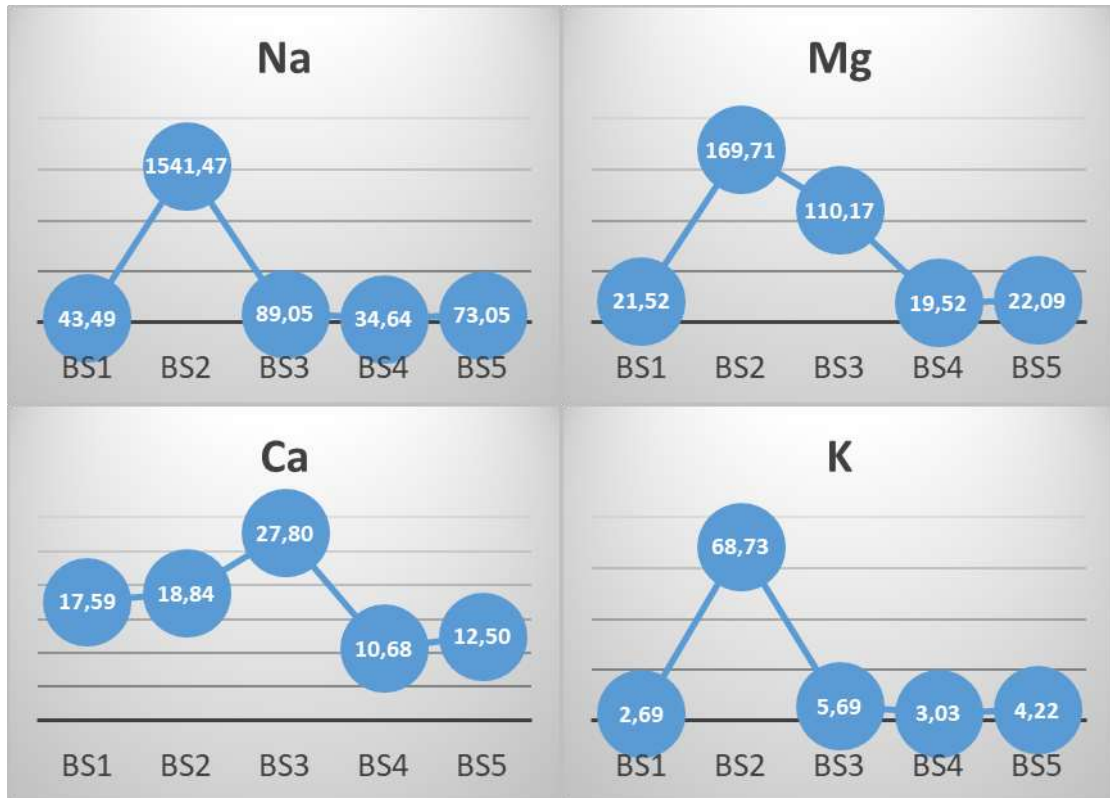 Na
1541,47
43,49
89,05
34,64
73,05
BS1 BS2 BS3 BS4 BS5
Mg
169,71
110,17
21,52
19,52
22,09
BS1 BS2 BS3 BS4 BS5
Ca
27,80
17,59
18,84
10,68
12,50
BS1 BS2 BS3 BS4 BS5
K
68,73
2,69
5,69
3,03
4,22
BS1 BS2 BS3 BS4 BS5